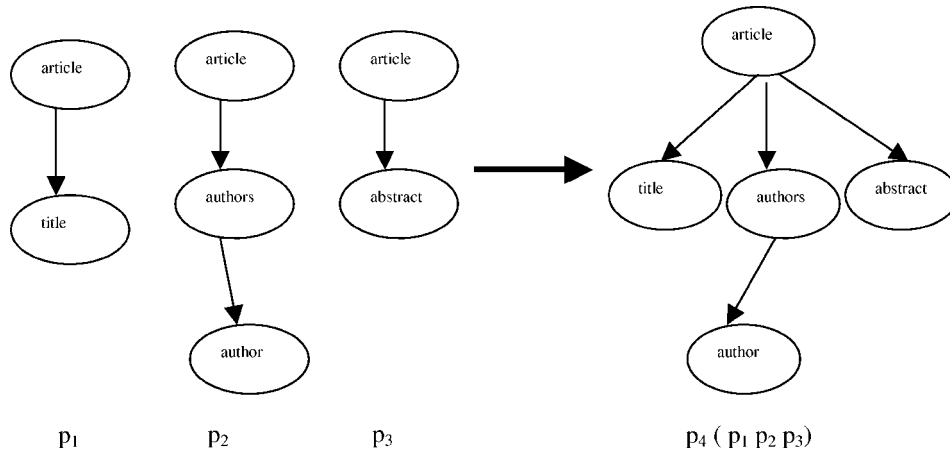 article article article article
title authors abstract title authors abstract
author author
p1 p2 p3 p4 ( p1 p2 p3)